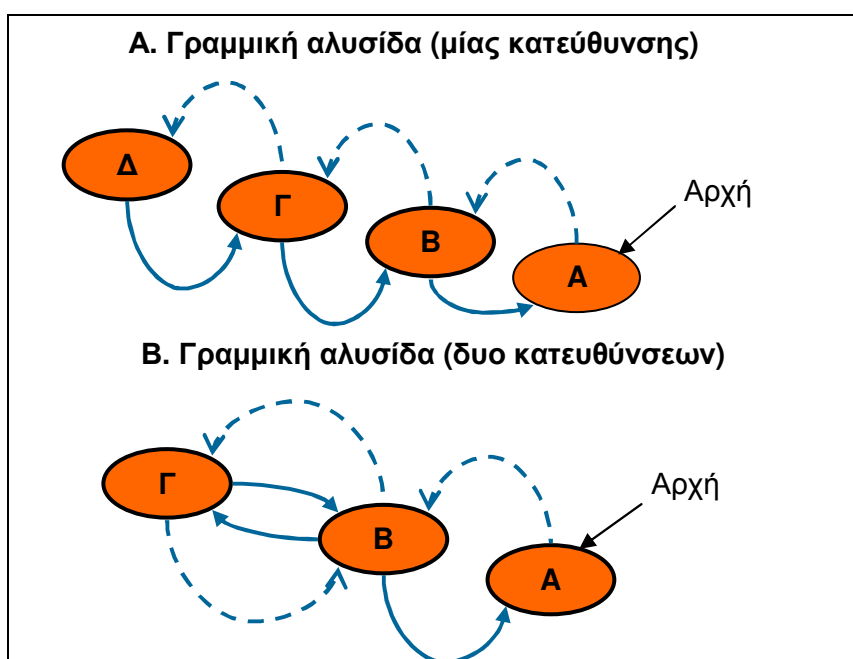 Α. Γραμμική αλυσίδα (μίας κατεύθυνσης)
Δ
Γ
Β
Α
Αρχή
Β. Γραμμική αλυσίδα (δυο κατευθύνσεων)
Γ
Β
Α
Αρχή